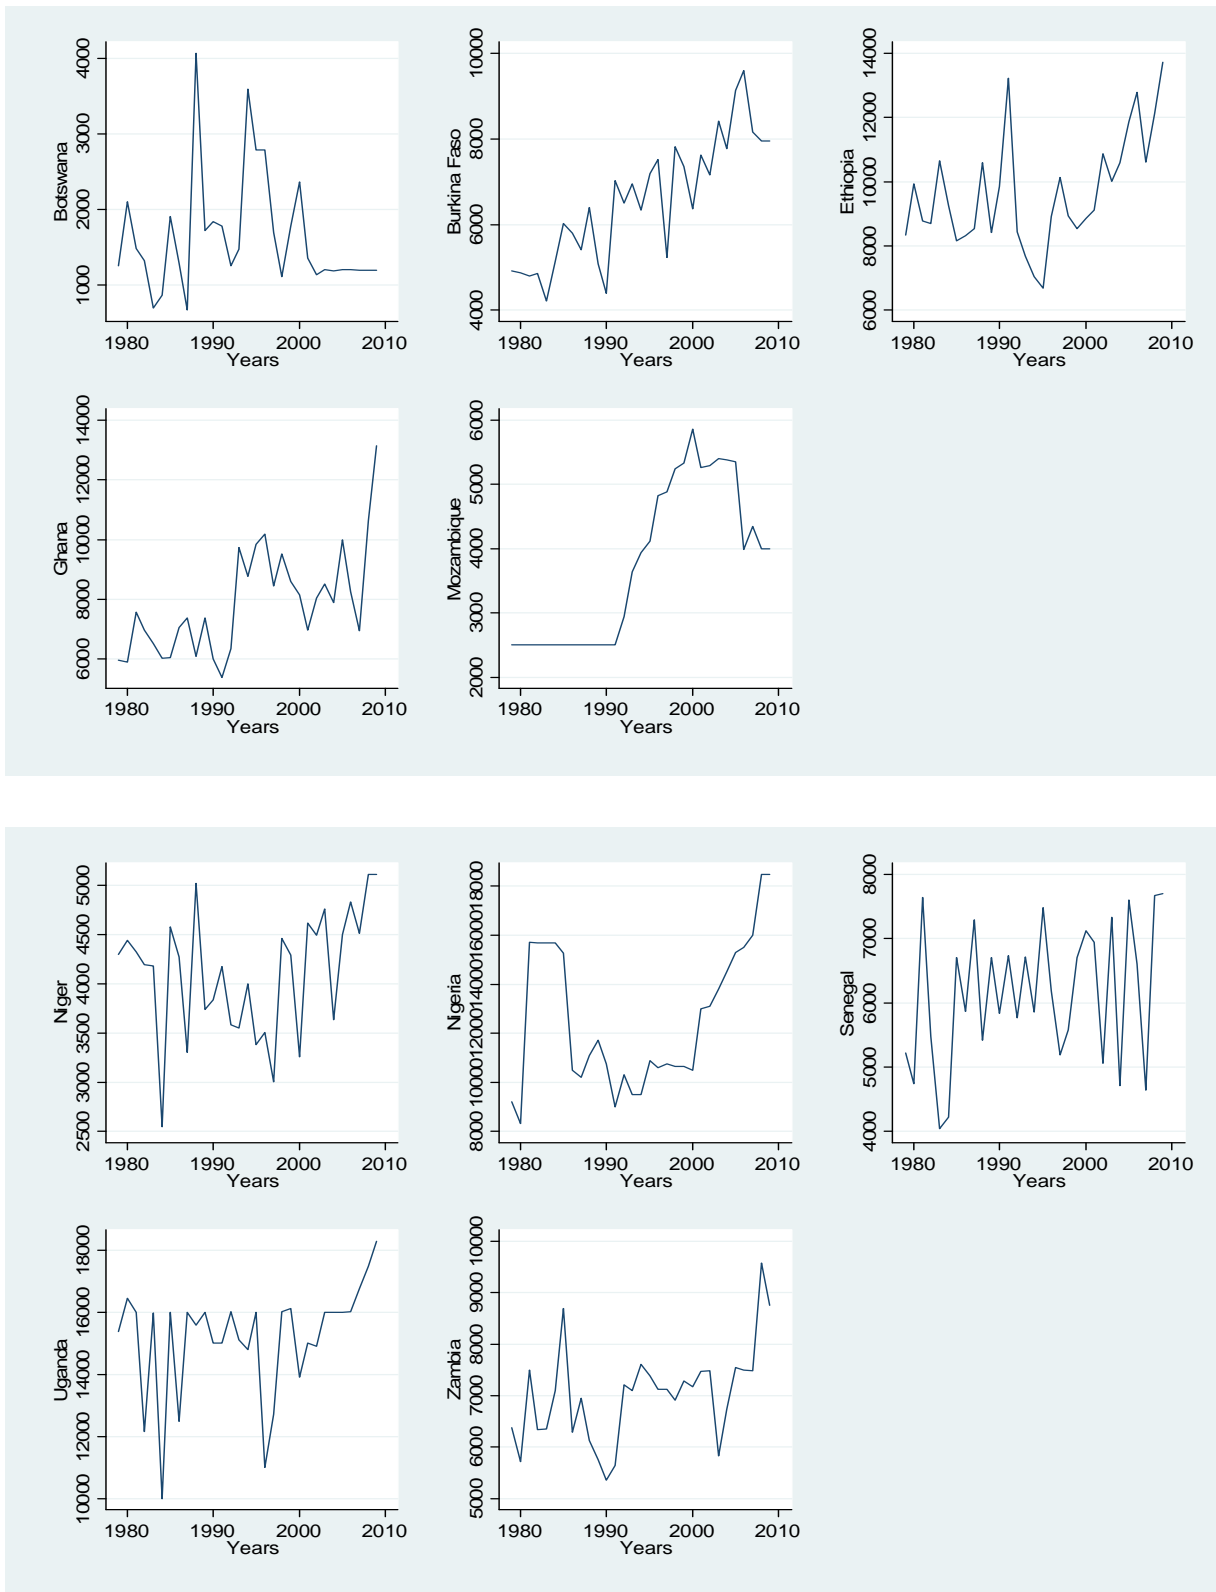 Botswana
1000 2000 3000 4000
1980 1990 2000 2010
Years
Burkina Faso
4000 6000 8000 10000
1980 1990 2000 2010
Years
Ethiopia
6000 8000 10000 12000 14000
1980 1990 2000 2010
Years
Ghana
6000 8000 10000 12000 14000
1980 1990 2000 2010
Years
Mozambique
2000 3000 4000 5000 6000
1980 1990 2000 2010
Years
Niger
2500 3000 3500 4000 4500 5000
1980 1990 2000 2010
Years
Nigeria
8000 10000 12000 14000 16000 18000
1980 1990 2000 2010
Years
Senegal
4000 5000 6000 7000 8000
1980 1990 2000 2010
Years
Uganda
10000 12000 14000 16000 18000
1980 1990 2000 2010
Years
Zambia
5000 6000 7000 8000 9000 10000
1980 1990 2000 2010
Years